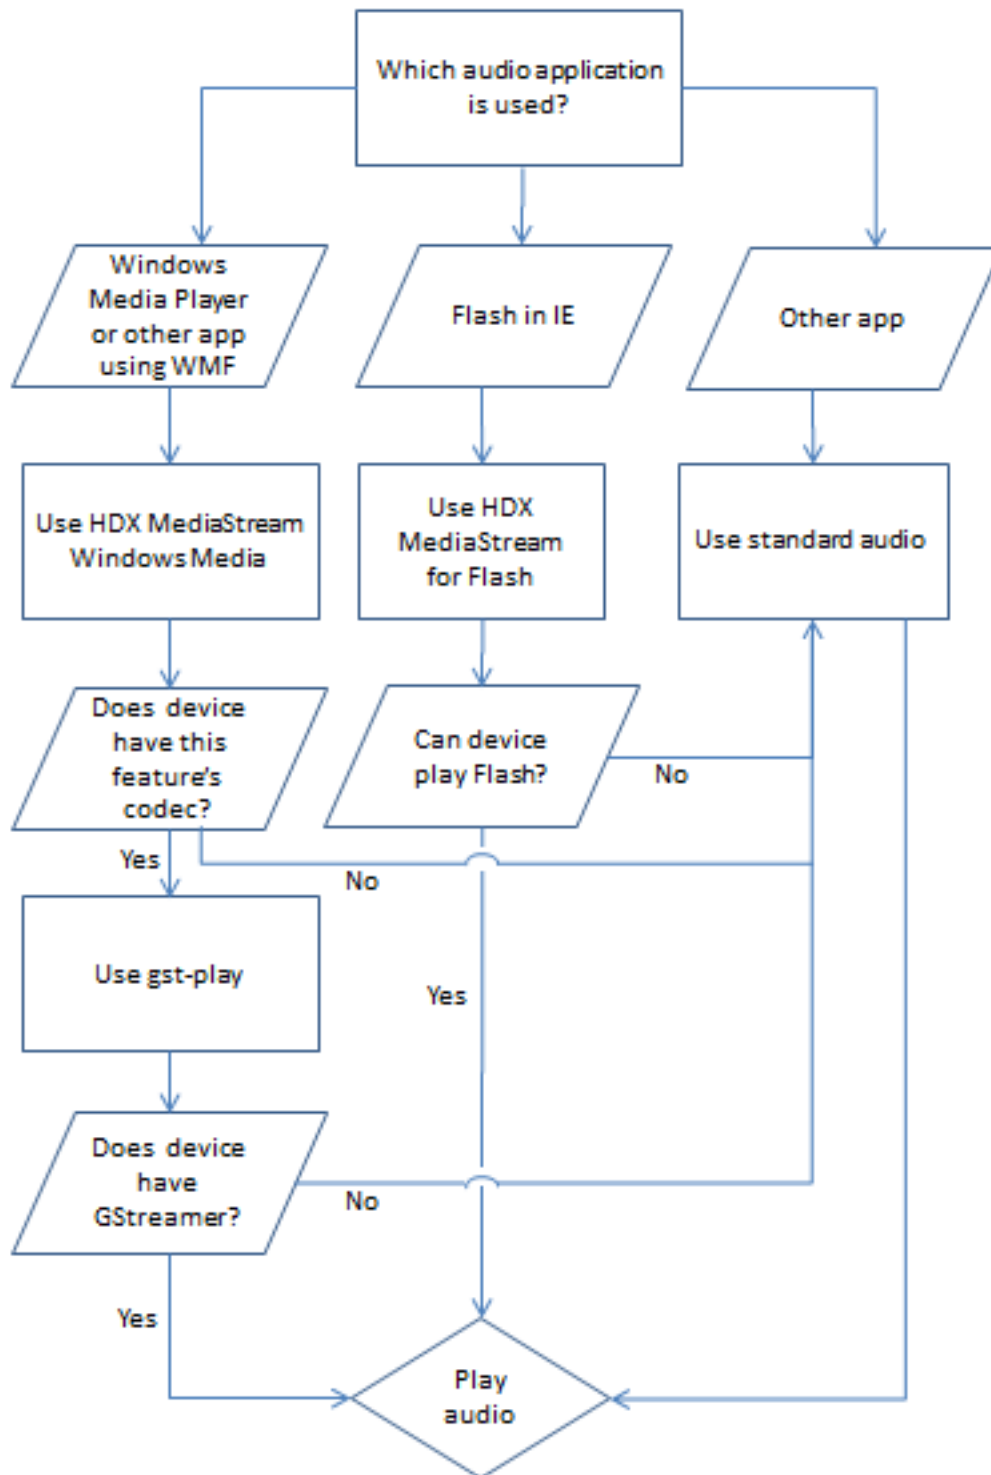 Which audio application
is used?
Windows
Media Player
or other app
using WMF
Flash in IE
Other app
Use HDX MediaStream
Windows Media
Use HDX
MediaStream
for Flash
Use standard audio
Does device
have this
feature's
codec?
Can device
play Flash?
No
Yes
No
Use gst-play
Yes
Does device
have
GStreamer?
No
Yes
Play
audio